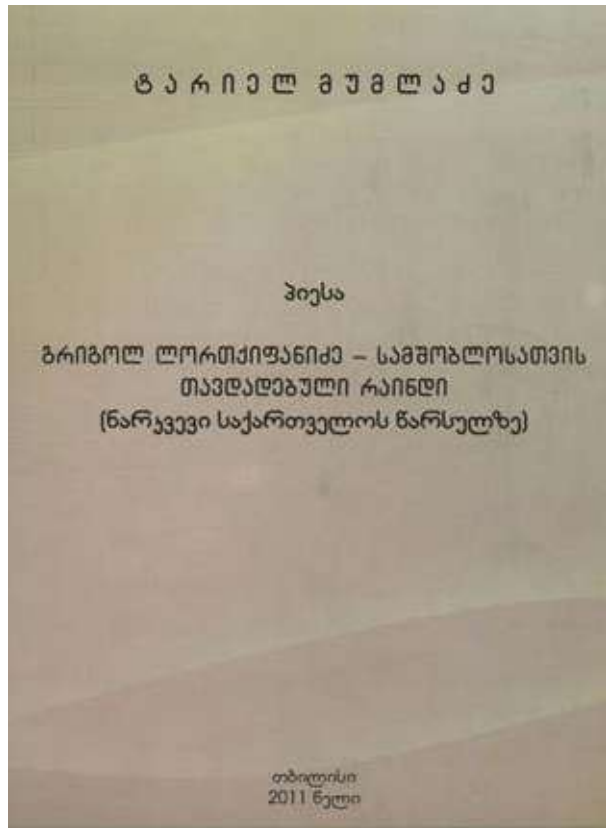 ტარიელ მუმლაძე
პიესა
გრიგოლ ლორთქიფანიძე – სამშობლოსათვის
თავდადებული რაინდი
(ნარკვევი საქართველოს წარსულზე)
თბილისი
2011 წელი